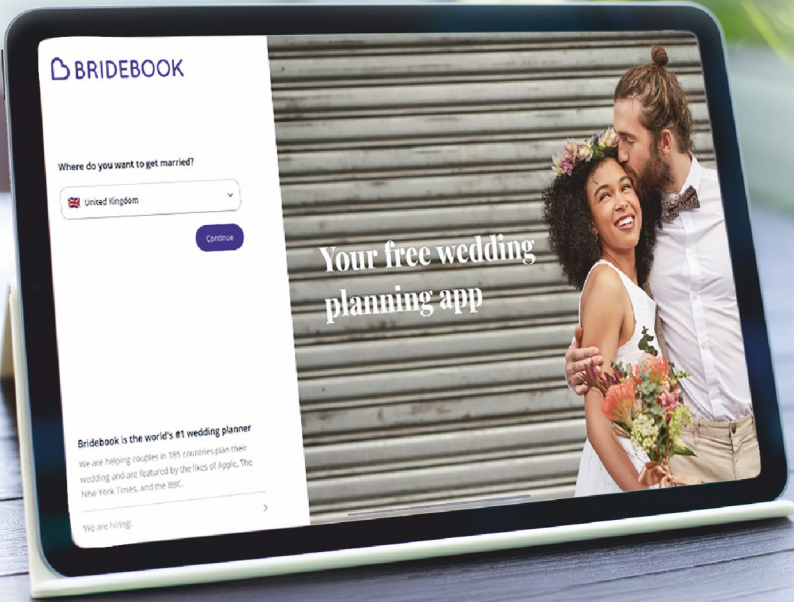 BRIDEBOOK
Where do you want to get married?
United Kingdom
Continue
Your free wedding
planning app
Bridebook is the world's #1 wedding planner
We are helping couples in 185 countries plan their
wedding and are featured by the likes of Apple, The
New York Times, and the BBC.
We are hiring!